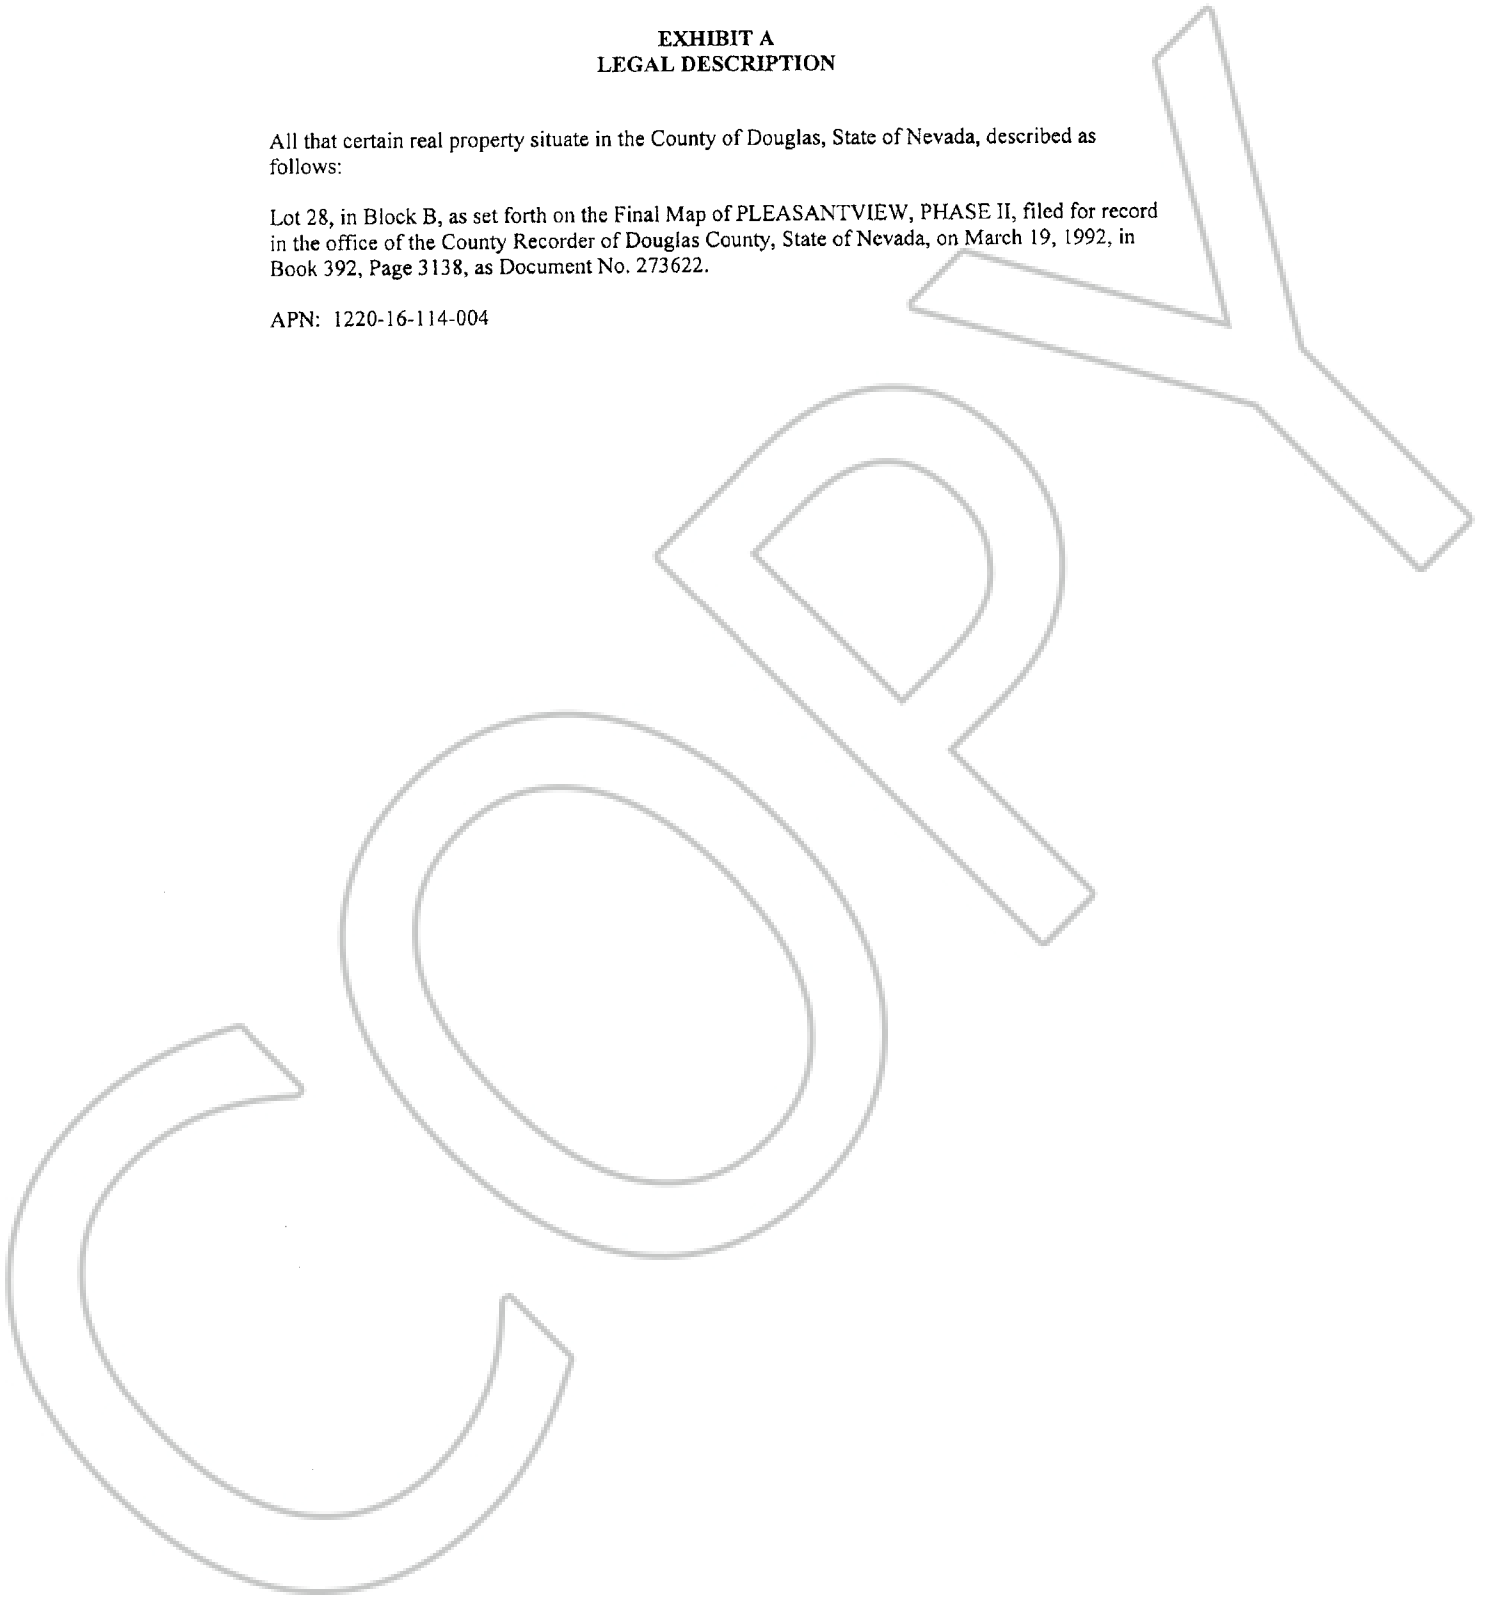 EXHIBIT A
LEGAL DESCRIPTION
All that certain real property situate in the County of Douglas, State of Nevada, described as
follows:
Lot 28, in Block B, as set forth on the Final Map of PLEASANTVIEW, PHASE II, filed for record
in the office of the County Recorder of Douglas County, State of Nevada, on March 19, 1992, in
Book 392, Page 3138, as Document No. 273622.
APN: 1220-16-114-004
COPY